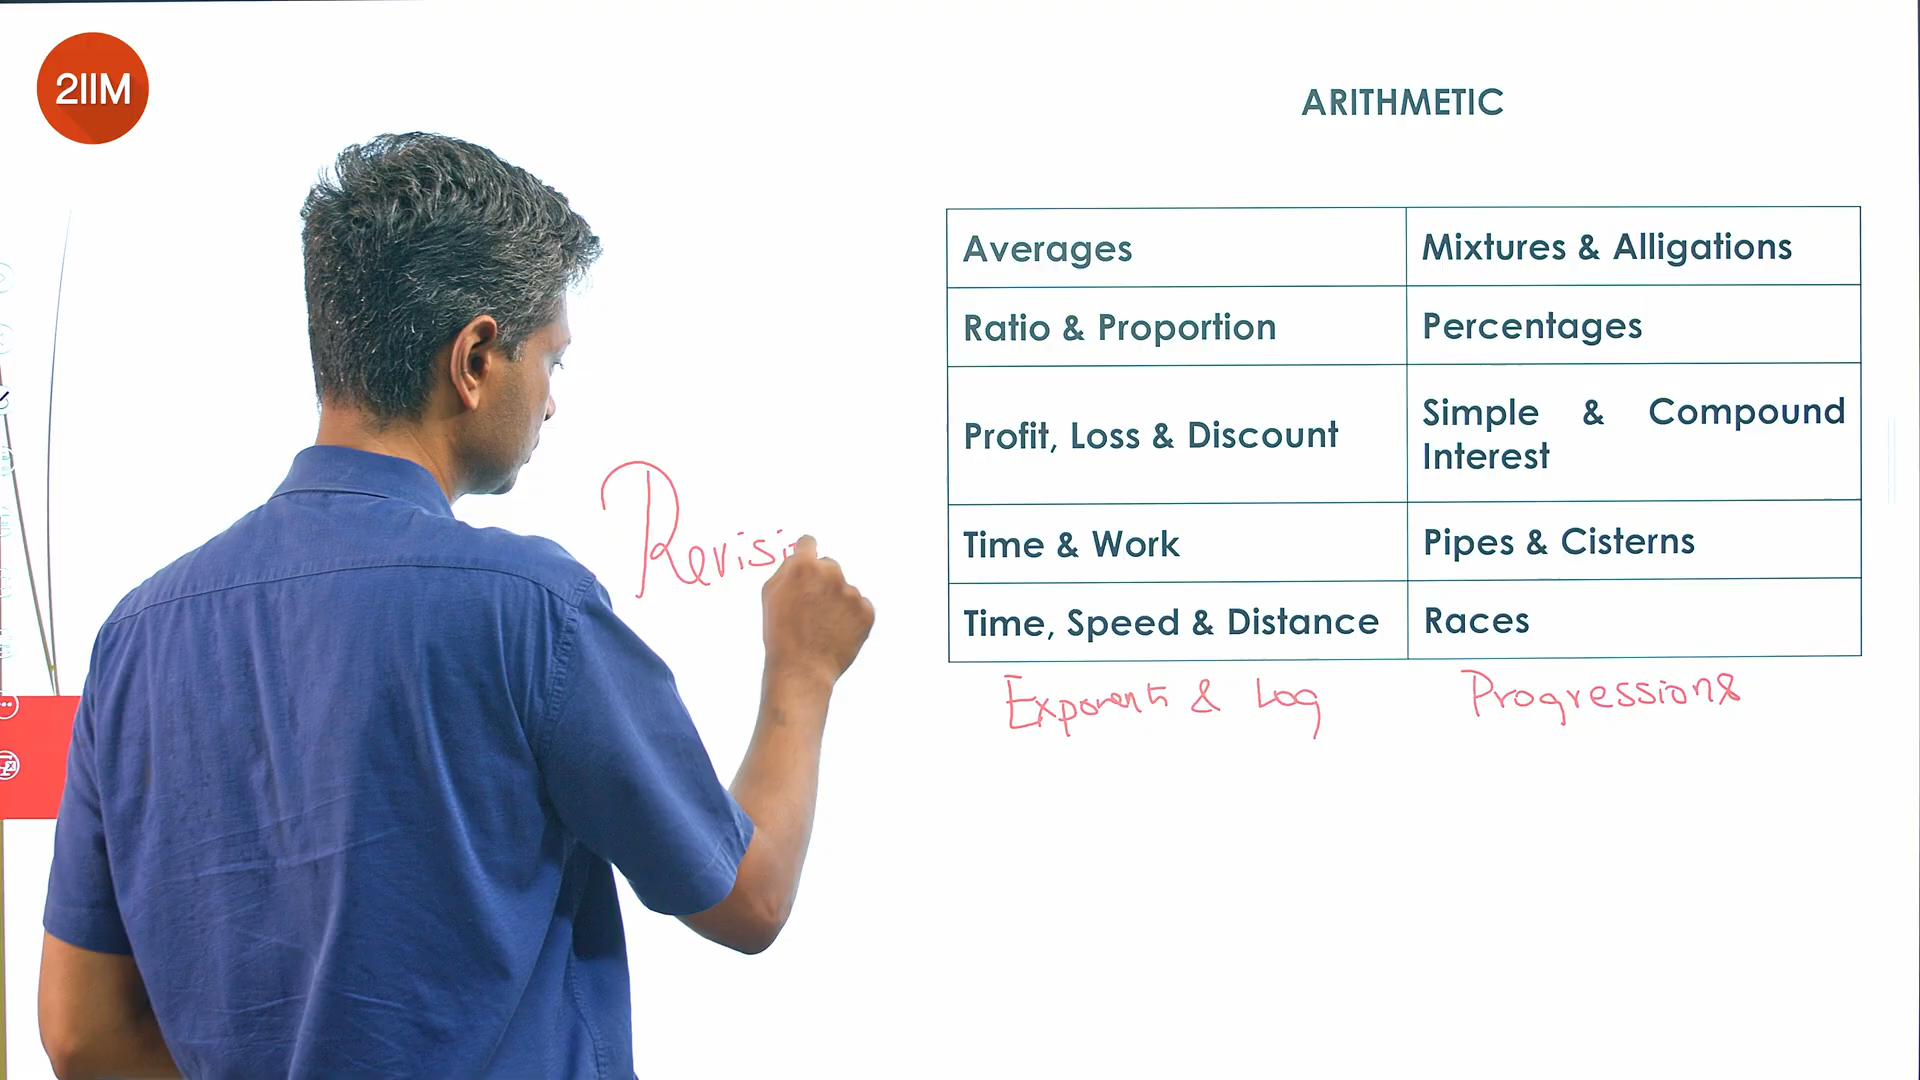 2IIM
ARITHMETIC
Averages
Mixtures & Alligations
Ratio & Proportion
Percentages
Profit, Loss & Discount
Simple & Compound
Interest
Time & Work
Pipes & Cisterns
Time, Speed & Distance
Races
Exponents & Log
Progressions
Revisi